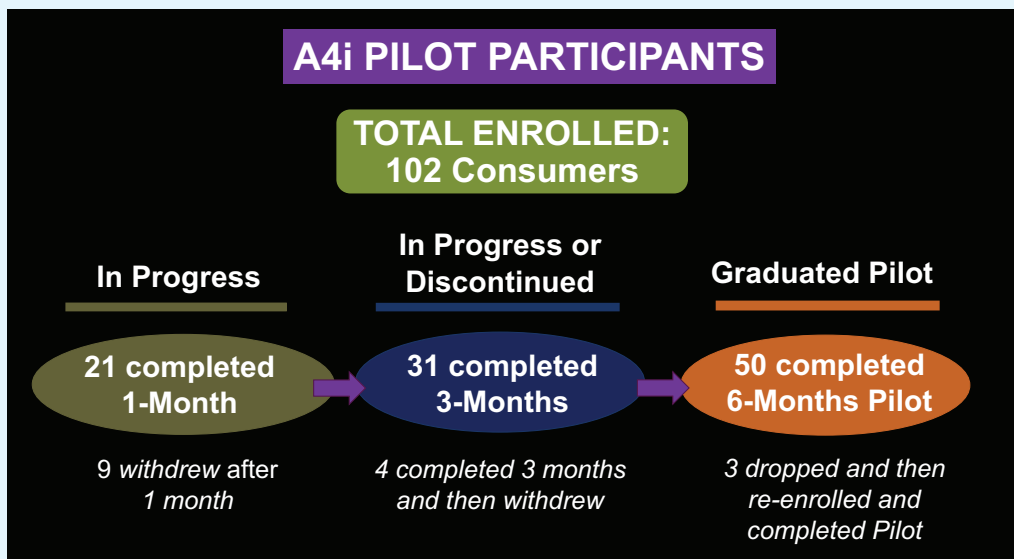 A4i PILOT PARTICIPANTS
TOTAL ENROLLED:
102 Consumers
In Progress
21 completed
1-Month
9 withdrew after
1 month
In Progress or
Discontinued
31 completed
3-Months
4 completed 3 months
and then withdrew
Graduated Pilot
50 completed
6-Months Pilot
3 dropped and then
re-enrolled and
completed Pilot